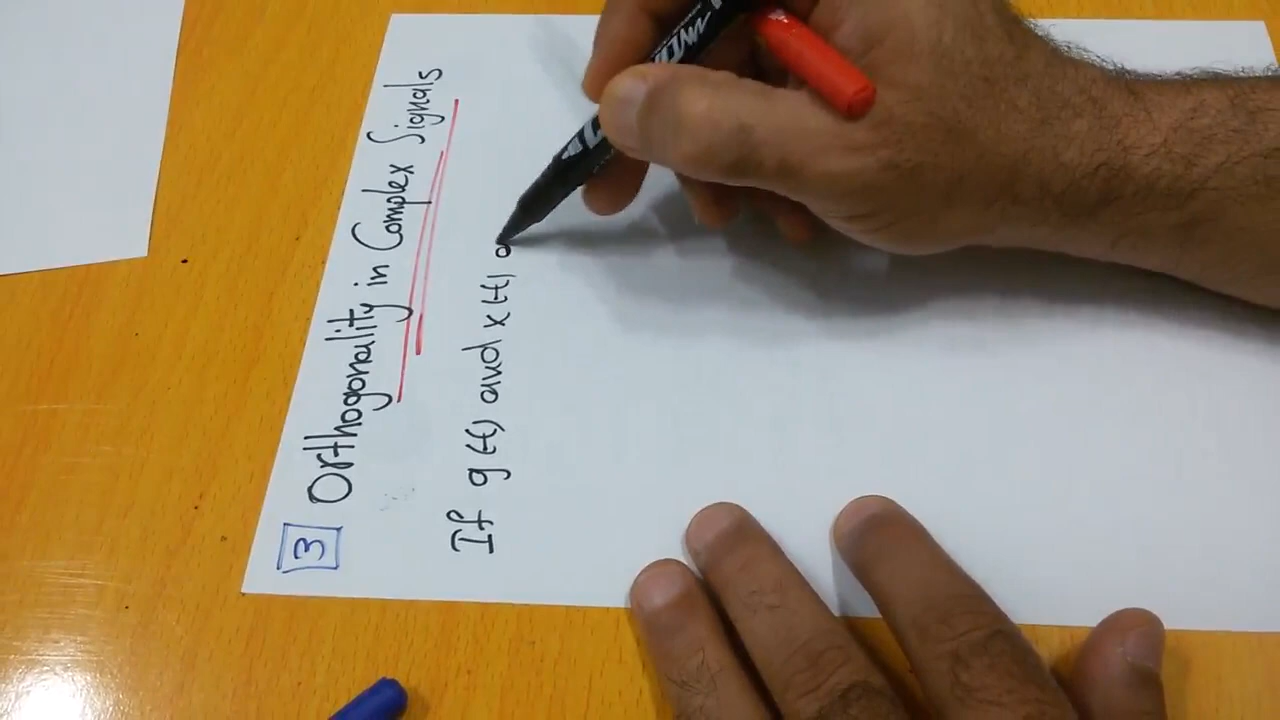 3 Orthogonality in Complex Signals
If g(t) and x(t) a